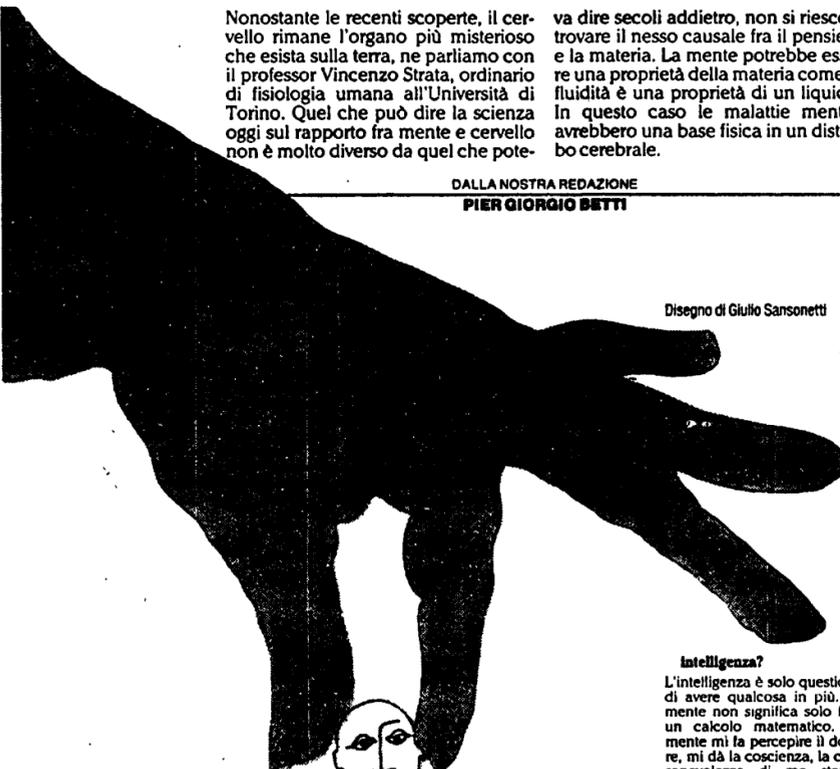 Nonostante le recenti scoperte, il cer-
vello rimane l'organo più misterioso
che esista sulla terra, ne parliamo con
il professor Vincenzo Strata, ordinario
di fisiologia umana all'Università di
Torino. Quel che può dire la scienza
oggi sul rapporto fra mente e cervello
non è molto diverso da quel che pote-
va dire secoli addietro, non si riesc
trovare il nesso causale fra il pensie
e la materia. La mente potrebbe es
re una proprietà della materia come
fluidità è una proprietà di un liquid
In questo caso le malattie ment
avrebbero una base fisica in un dist
bo cerebrale.
DALLA NOSTRA REDAZIONE
PIER GIORGIO BETTI
Disegno di Giulio Sansonetti
intelligenza?
L'intelligenza è solo questi
di avere qualcosa in più.
mente non significa solo
un calcolo matematico.
mente mi fa percepire il d
re, mi dà la coscienza, la c